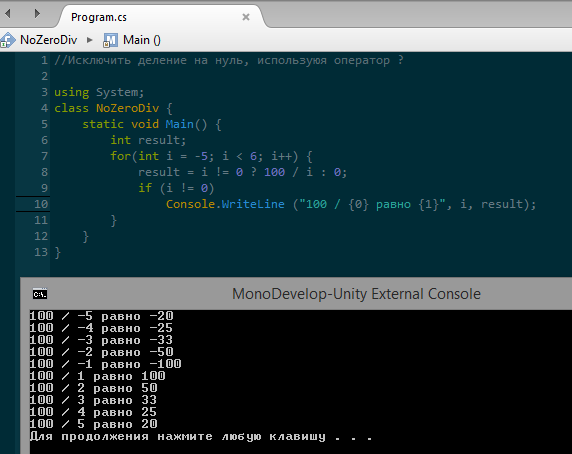 Program.cs ×
NoZeroDiv ▸ Main ()
1 //Исключить деление на нуль, используюя оператор ?
2
3 using System;
4 class NoZeroDiv {
5 static void Main() {
6 int result;
7 for(int i = -5; i < 6; i++) {
8 result = i != 0 ? 100 / i : 0;
9 if (i != 0)
10 Console.WriteLine ("100 / {0} равно {1}", i, result);
11 }
12 }
13 }
MonoDevelop-Unity External Console
100 / -5 равно -20
100 / -4 равно -25
100 / -3 равно -33
100 / -2 равно -50
100 / -1 равно -100
100 / 1 равно 100
100 / 2 равно 50
100 / 3 равно 33
100 / 4 равно 25
100 / 5 равно 20
Для продолжения нажмите любую клавишу . . .